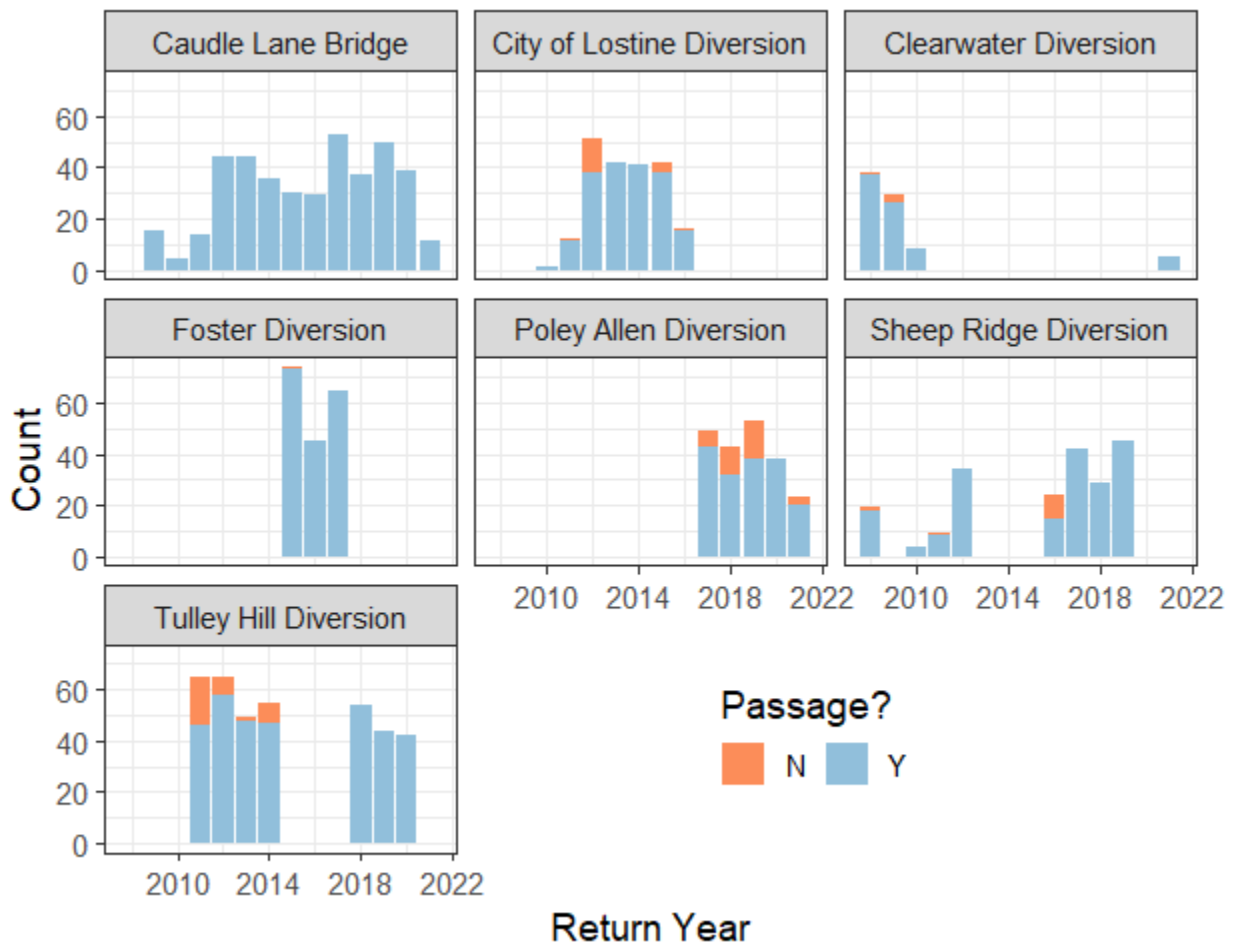 Caudle Lane Bridge
City of Lostine Diversion
Clearwater Diversion
60
40
20
0
Foster Diversion
Poley Allen Diversion
Sheep Ridge Diversion
60
40
20
0
2010 2014 2018 2022
2010 2014 2018 2022
Tulley Hill Diversion
60
40
20
0
2010 2014 2018 2022
Count
Return Year
Passage?
N Y